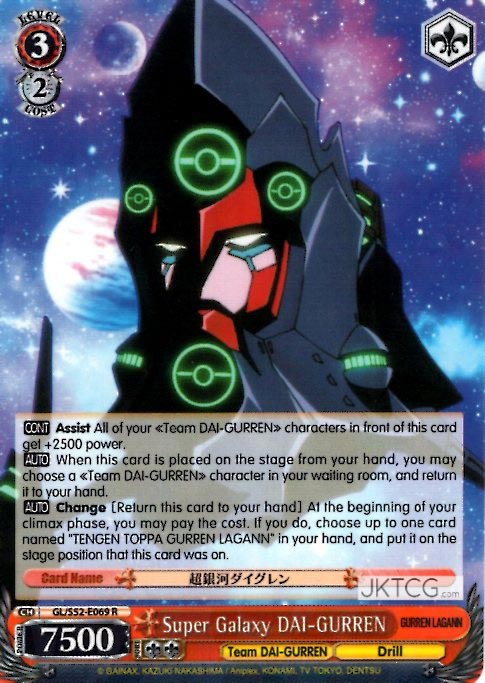 LEVEL
3
2
COST
CONT Assist All of your «Team DAI-GURREN» characters in front of this card
get +2500 power.
AUTO When this card is placed on the stage from your hand, you may
choose a «Team DAI-GURREN» character in your waiting room, and return
it to your hand.
AUTO Change [Return this card to your hand] At the beginning of your
climax phase, you may pay the cost. If you do, choose up to one card
named "TENGEN TOPPA GURREN LAGANN" in your hand, and put it on
the stage position that this card was on.
Card Name 超銀河ダイグレン
JKTCG.com
CH GL/S52-E069 R
POWER 7500 SOUL Super Galaxy DAI-GURREN GURREN LAGANN
Team DAI-GURREN Drill
© GAINAX, KAZUKI NAKASHIMA / Aniplex, KONAMI, TV TOKYO, DENTSU